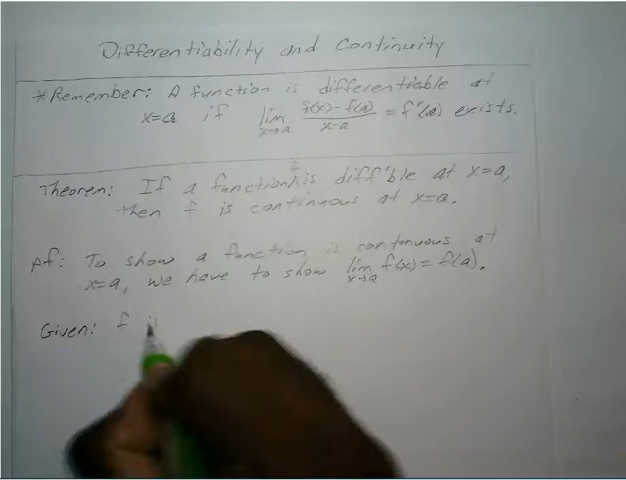 Differentiability and Continuity
*Remember: A function is differentiable at
x=a if lim x→a f(x)-f(a)/x-a = f'(a) exists.
Theorem: If a function f is diff'ble at x=a,
then f is continuous at x=a.
Pf: To show a function is continuous at
x=a, we have to show lim x→a f(x)=f(a).
Given: f is